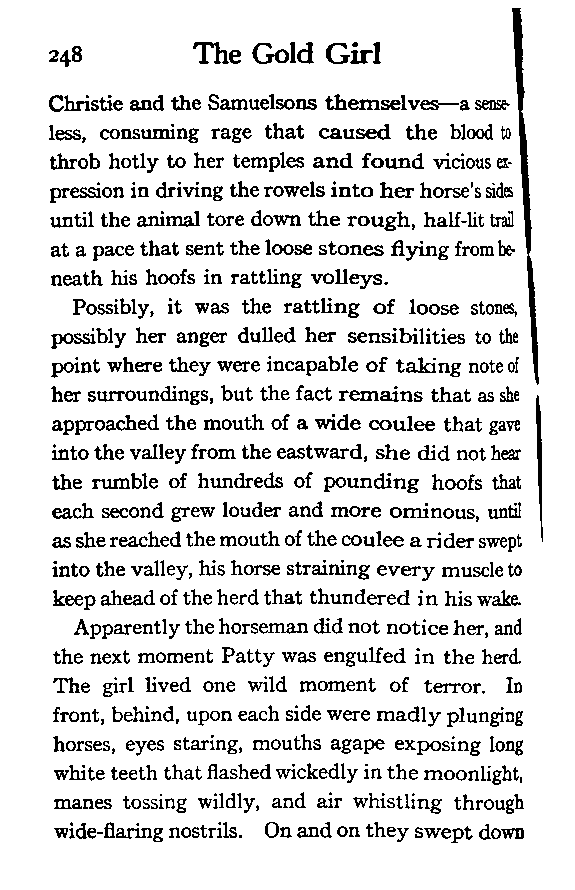 248 The Gold Girl
Christie and the Samuelsons themselves—a sense-
less, consuming rage that caused the blood to
throb hotly to her temples and found vicious ex-
pression in driving the rowels into her horse's sides
until the animal tore down the rough, half-lit trail
at a pace that sent the loose stones flying from be-
neath his hoofs in rattling volleys.
Possibly, it was the rattling of loose stones,
possibly her anger dulled her sensibilities to the
point where they were incapable of taking note of
her surroundings, but the fact remains that as she
approached the mouth of a wide coulee that gave
into the valley from the eastward, she did not hear
the rumble of hundreds of pounding hoofs that
each second grew louder and more ominous, until
as she reached the mouth of the coulee a rider swept
into the valley, his horse straining every muscle to
keep ahead of the herd that thundered in his wake.
Apparently the horseman did not notice her, and
the next moment Patty was engulfed in the herd.
The girl lived one wild moment of terror. In
front, behind, upon each side were madly plunging
horses, eyes staring, mouths agape exposing long
white teeth that flashed wickedly in the moonlight,
manes tossing wildly, and air whistling through
wide-flaring nostrils. On and on they swept down